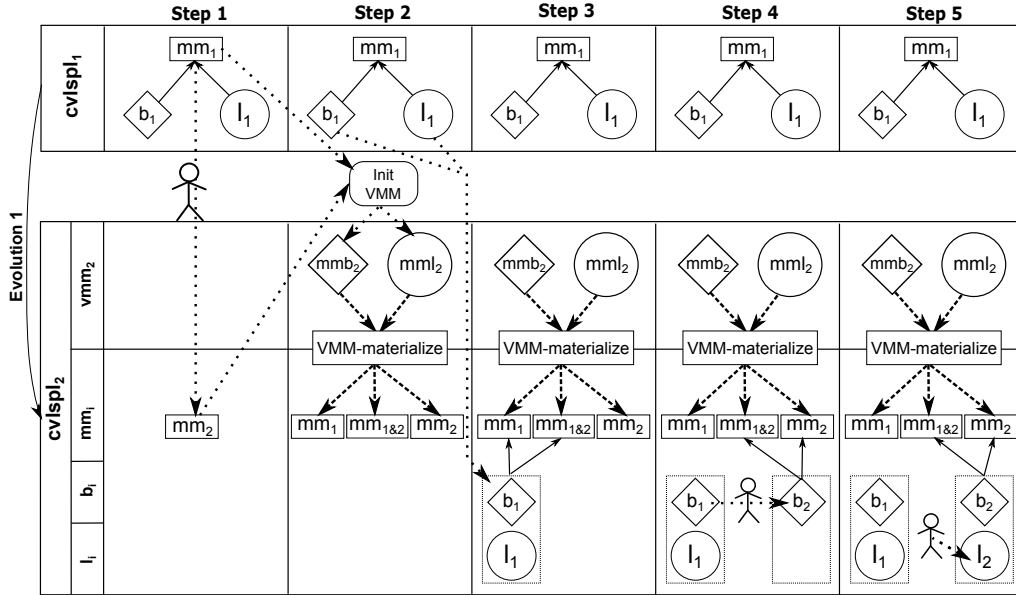 Step 1 Step 2 Step 3 Step 4 Step 5
cvlspl₁
mm₁ mm₁ mm₁ mm₁ mm₁
b₁ l₁ b₁ l₁ b₁ l₁ b₁ l₁ b₁ l₁
Init
VMM
Evolution 1
cvlspl₂
vmm₂
mmb₂ mml₂ mmb₂ mml₂ mmb₂ mml₂ mmb₂ mml₂
VMM-materialize VMM-materialize VMM-materialize VMM-materialize
mmᵢ
mm₂ mm₁ mm₁&₂ mm₂ mm₁ mm₁&₂ mm₂ mm₁ mm₁&₂ mm₂ mm₁ mm₁&₂ mm₂
bᵢ
b₁ b₁ b₂ b₁ b₂
lᵢ
l₁ l₁ l₁ l₂